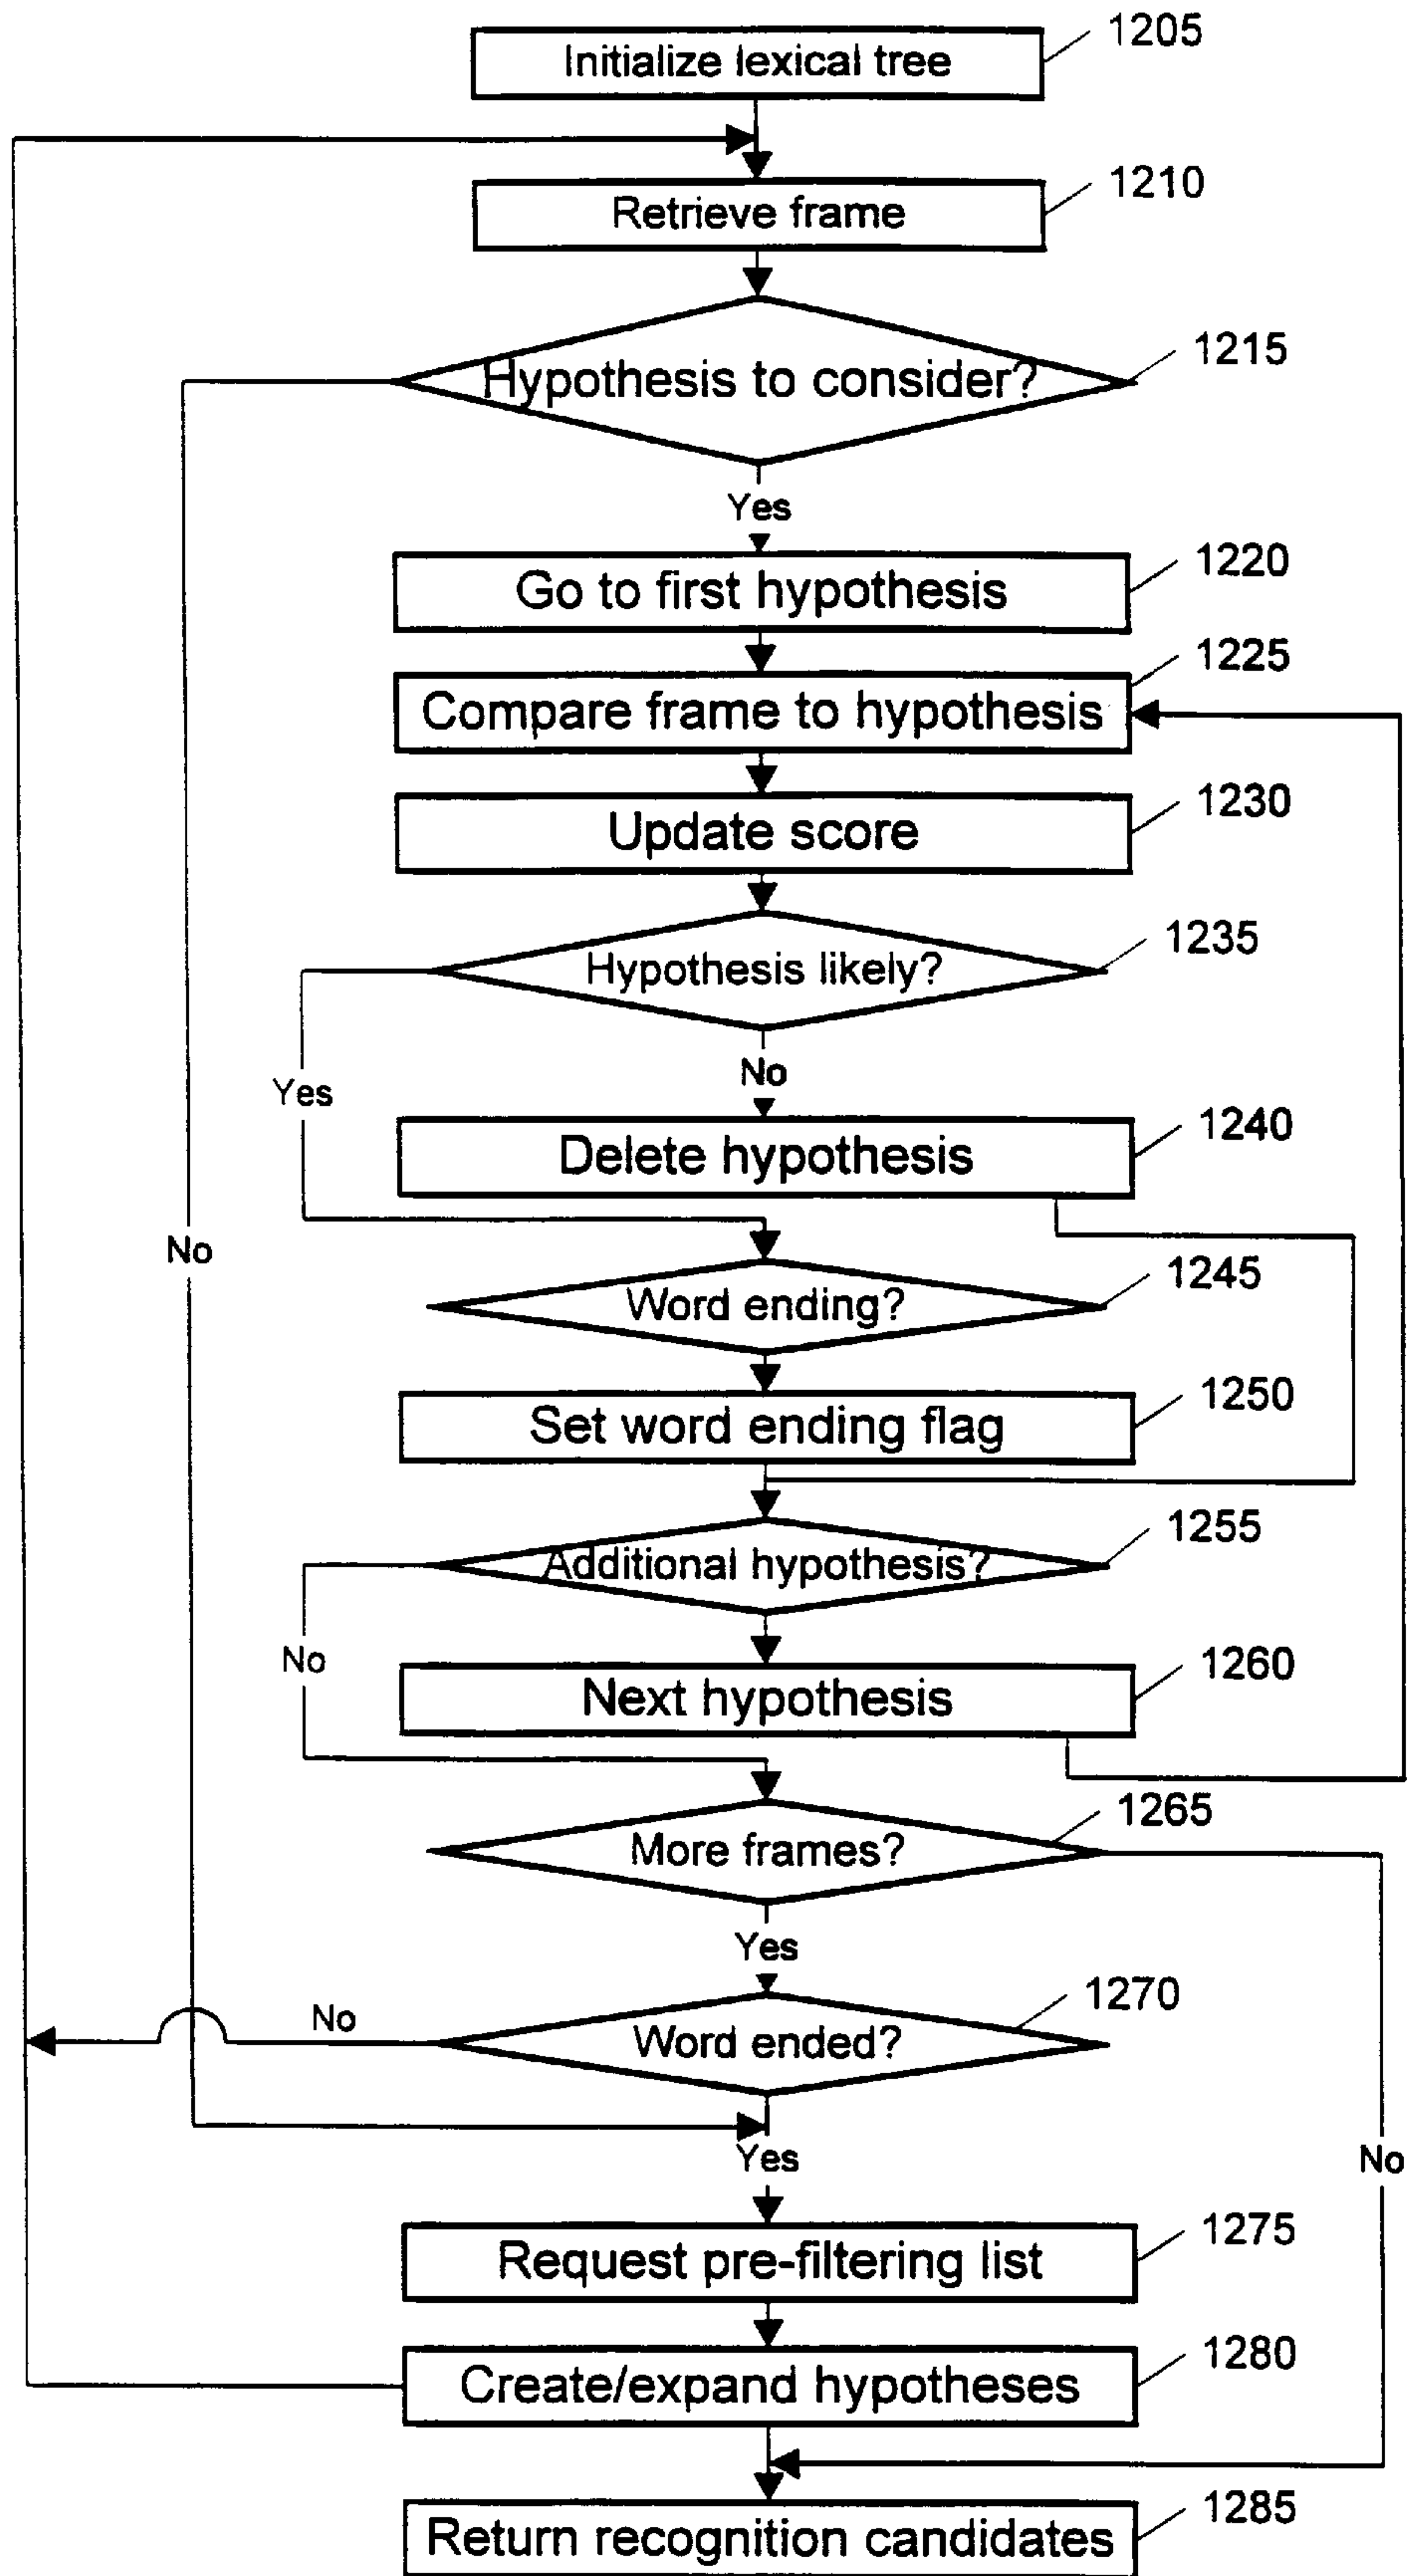 Initialize lexical tree
1205
Retrieve frame
1210
Hypothesis to consider?
1215
Yes
Go to first hypothesis
1220
Compare frame to hypothesis
1225
Update score
1230
Hypothesis likely?
1235
Yes
No
Delete hypothesis
1240
No
Word ending?
1245
Set word ending flag
1250
Additional hypothesis?
1255
No
Next hypothesis
1260
More frames?
1265
Yes
No
Word ended?
1270
Yes
No
Request pre-filtering list
1275
Create/expand hypotheses
1280
Return recognition candidates
1285